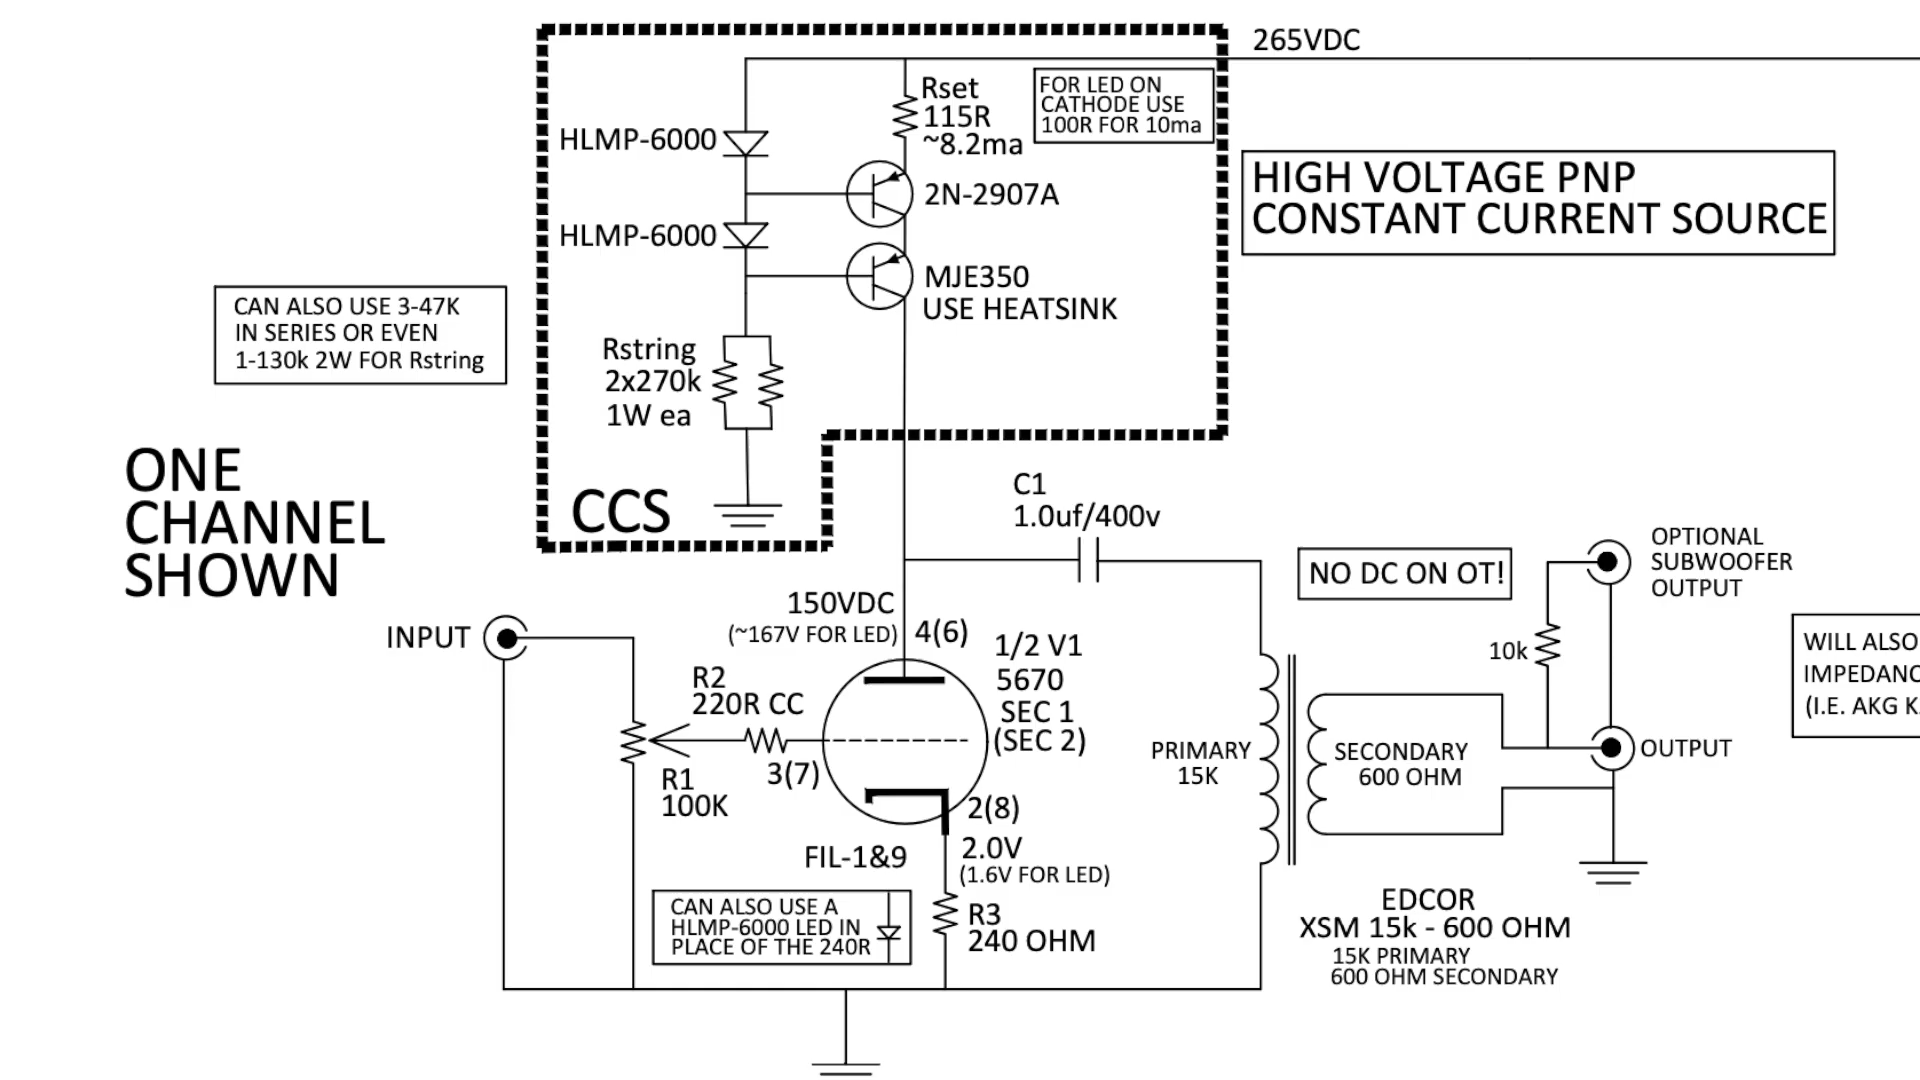 265VDC
Rset
115R
~8.2ma
FOR LED ON
CATHODE USE
100R FOR 10ma
HLMP-6000
2N-2907A
HIGH VOLTAGE PNP
CONSTANT CURRENT SOURCE
HLMP-6000
MJE350
USE HEATSINK
CAN ALSO USE 3-47K
IN SERIES OR EVEN
1-130k 2W FOR Rstring
Rstring
2x270k
1W ea
ONE
CHANNEL
SHOWN
CCS
C1
1.0uf/400v
NO DC ON OT!
OPTIONAL
SUBWOOFER
OUTPUT
INPUT
150VDC
(~167V FOR LED)
4(6)
1/2 V1
5670
SEC 1
(SEC 2)
10k
WILL ALSO
IMPEDANC
(I.E. AKG K
R2
220R CC
3(7)
R1
100K
PRIMARY
15K
SECONDARY
600 OHM
OUTPUT
2(8)
FIL-1&9
2.0V
(1.6V FOR LED)
CAN ALSO USE A
HLMP-6000 LED IN
PLACE OF THE 240R
R3
240 OHM
EDCOR
XSM 15k - 600 OHM
15K PRIMARY
600 OHM SECONDARY